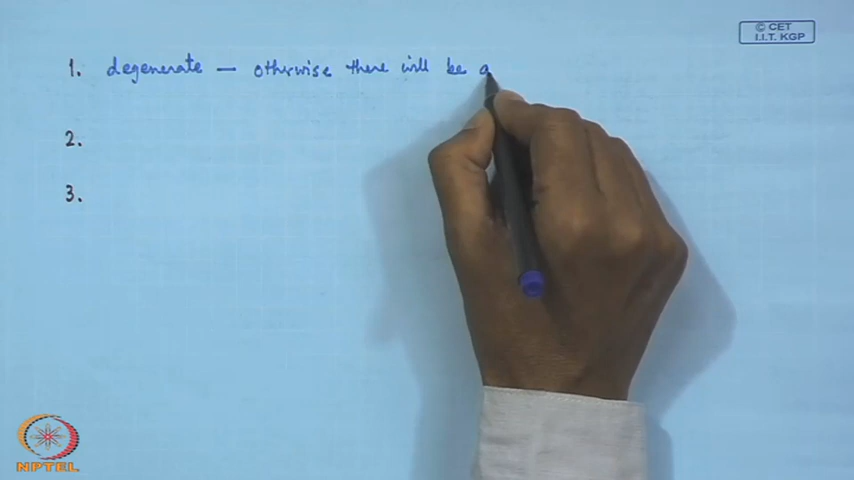 © CET
I.I.T. KGP
1. degenerate — otherwise there will be a
2.
3.
NPTEL